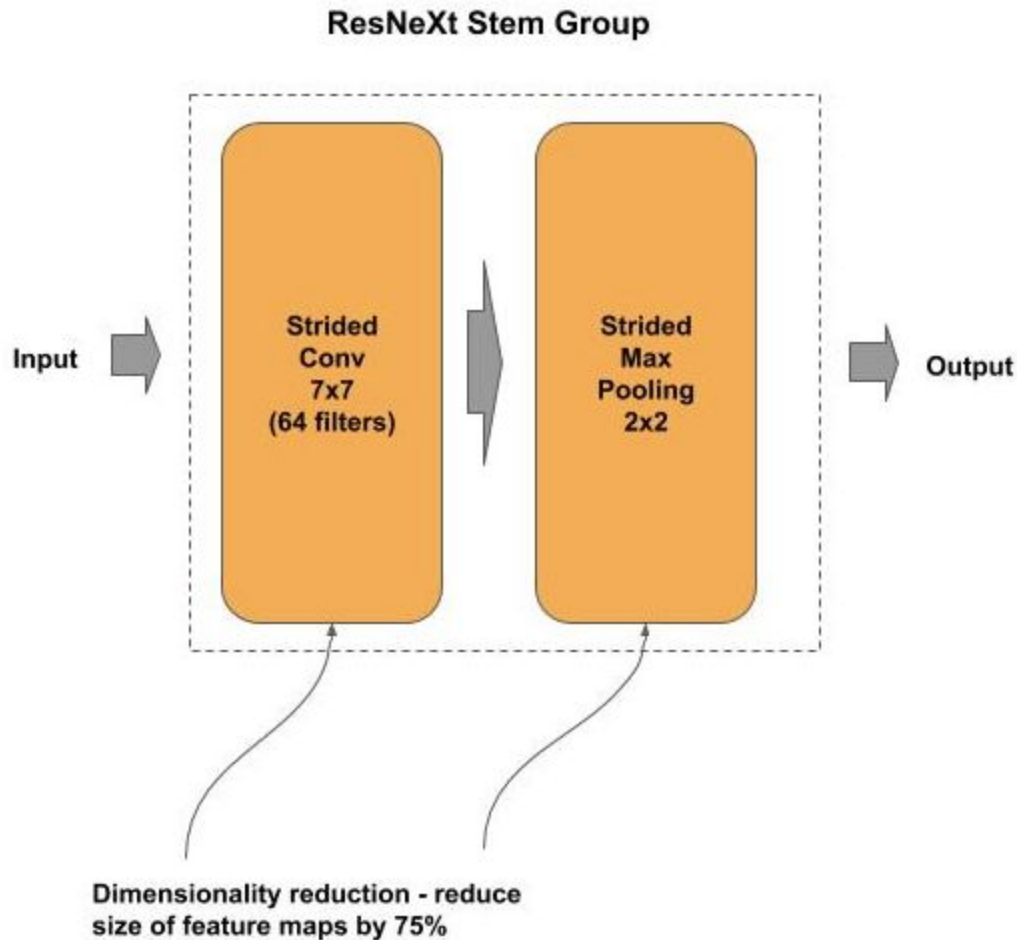 ResNeXt Stem Group
Input
Strided
Conv
7x7
(64 filters)
Strided
Max
Pooling
2x2
Output
Dimensionality reduction - reduce
size of feature maps by 75%